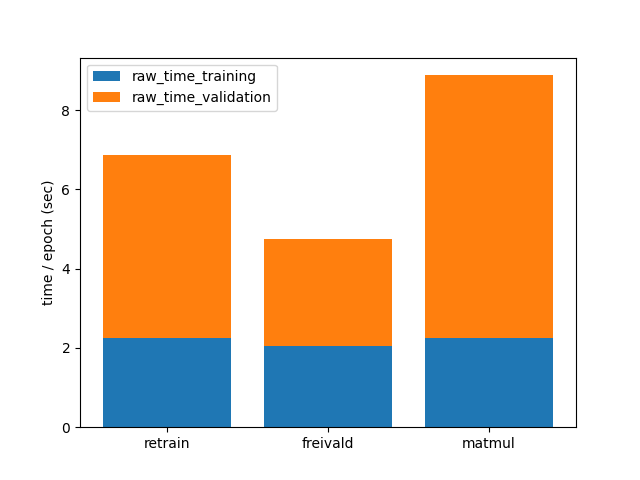 raw_time_training
raw_time_validation
time / epoch (sec)
8
6
4
2
0
retrain freivald matmul